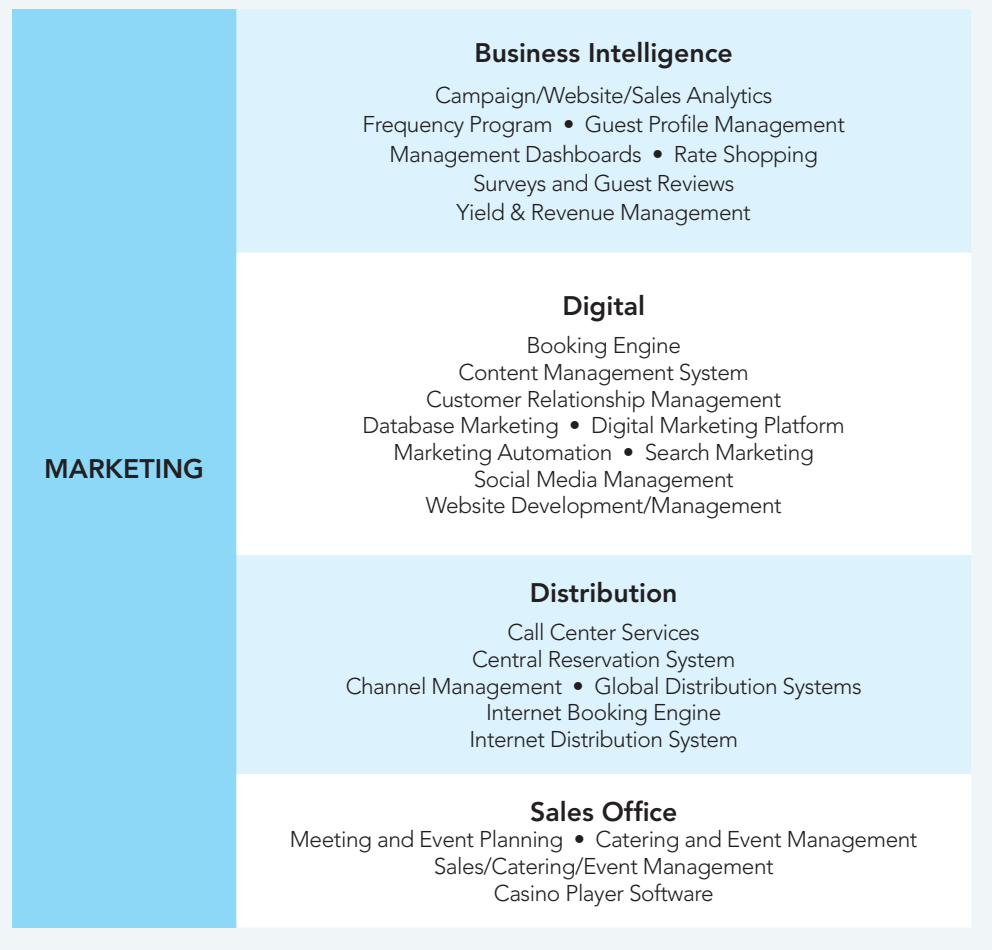 MARKETING
Business Intelligence
Campaign/Website/Sales Analytics
Frequency Program • Guest Profile Management
Management Dashboards • Rate Shopping
Surveys and Guest Reviews
Yield & Revenue Management
Digital
Booking Engine
Content Management System
Customer Relationship Management
Database Marketing • Digital Marketing Platform
Marketing Automation • Search Marketing
Social Media Management
Website Development/Management
Distribution
Call Center Services
Central Reservation System
Channel Management • Global Distribution Systems
Internet Booking Engine
Internet Distribution System
Sales Office
Meeting and Event Planning • Catering and Event Management
Sales/Catering/Event Management
Casino Player Software